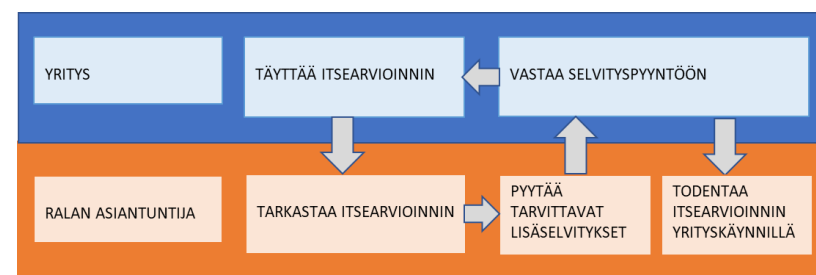 YRITYS
TÄYTTÄÄ ITSEARVIOINNIN
VASTAA SELVITYSPYYNTÖÖN
RALAN ASIANTUNTIJA
TARKASTAA ITSEARVIOINNIN
PYYTÄÄ
TARVITTAVAT
LISÄSELVITYKSET
TODENTAA
ITSEARVIOINNIN
YRITYSKÄYNNILLÄ